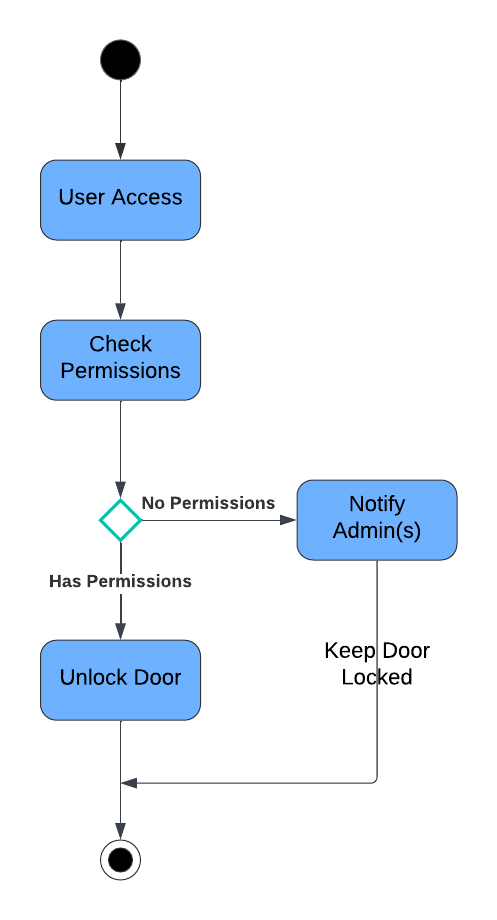 User Access
Check
Permissions
No Permissions
Notify
Admin(s)
Has Permissions
Keep Door
Locked
Unlock Door